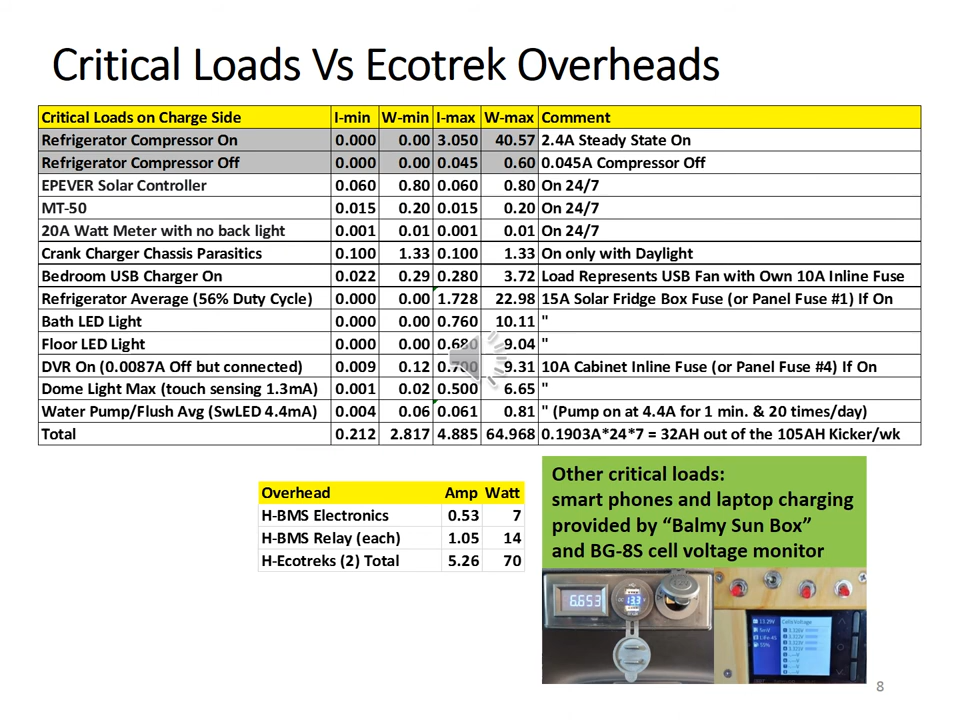 Critical Loads Vs Ecotrek Overheads
Critical Loads on Charge Side I-min W-min I-max W-max Comment
Refrigerator Compressor On 0.000 0.00 3.050 40.57 2.4A Steady State On
Refrigerator Compressor Off 0.000 0.00 0.045 0.60 0.045A Compressor Off
EPEVER Solar Controller 0.060 0.80 0.060 0.80 On 24/7
MT-50 0.015 0.20 0.015 0.20 On 24/7
20A Watt Meter with no back light 0.001 0.01 0.001 0.01 On 24/7
Crank Charger Chassis Parasitics 0.100 1.33 0.100 1.33 On only with Daylight
Bedroom USB Charger On 0.022 0.29 0.280 3.72 Load Represents USB Fan with Own 10A Inline Fuse
Refrigerator Average (56% Duty Cycle) 0.000 0.00 1.728 22.98 15A Solar Fridge Box Fuse (or Panel Fuse #1) If On
Bath LED Light 0.000 0.00 0.760 10.11 "
Floor LED Light 0.000 0.00 0.680 9.04 "
DVR On (0.0087A Off but connected) 0.009 0.12 0.700 9.31 10A Cabinet Inline Fuse (or Panel Fuse #4) If On
Dome Light Max (touch sensing 1.3mA) 0.001 0.02 0.500 6.65 "
Water Pump/Flush Avg (SwLED 4.4mA) 0.004 0.06 0.061 0.81 " (Pump on at 4.4A for 1 min. & 20 times/day)
Total 0.212 2.817 4.885 64.968 0.1903A*24*7 = 32AH out of the 105AH Kicker/wk
Overhead Amp Watt
H-BMS Electronics 0.53 7
H-BMS Relay (each) 1.05 14
H-Ecotreks (2) Total 5.26 70
Other critical loads:
smart phones and laptop charging
provided by “Balmy Sun Box”
and BG-8S cell voltage monitor
6.653
13.3
13.29V
8